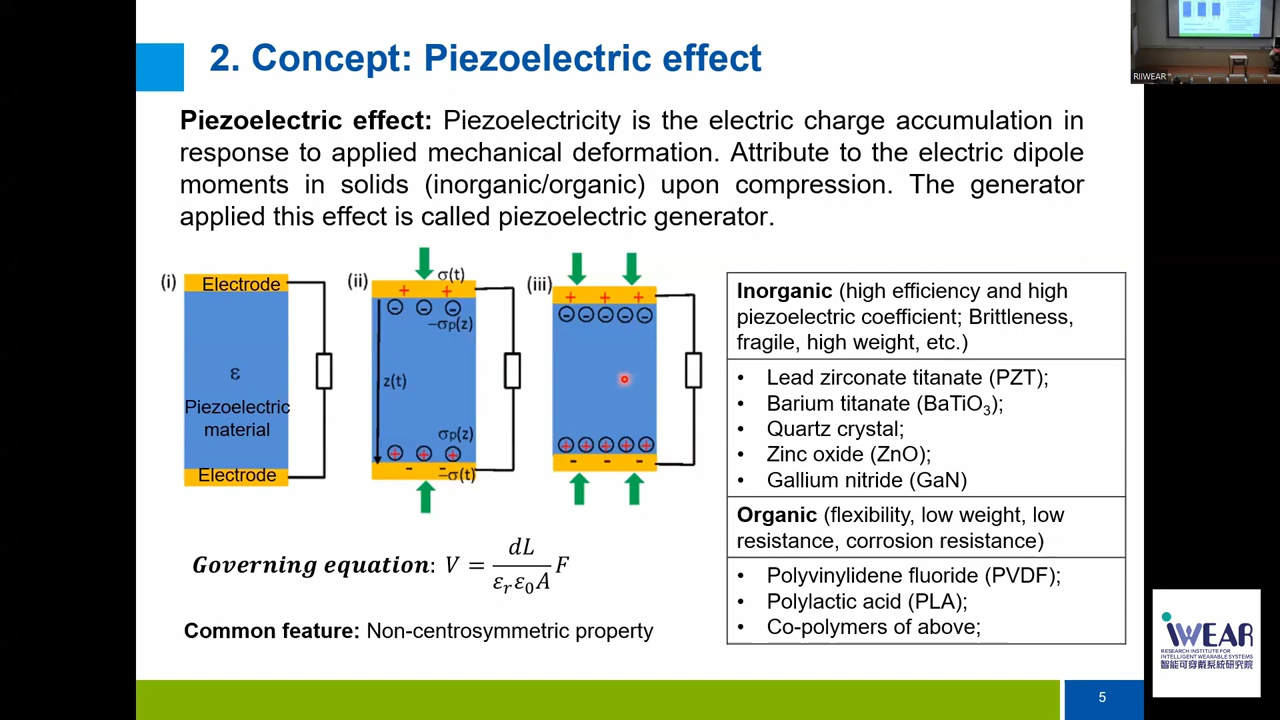 2. Concept: Piezoelectric effect
Piezoelectric effect: Piezoelectricity is the electric charge accumulation in
response to applied mechanical deformation. Attribute to the electric dipole
moments in solids (inorganic/organic) upon compression. The generator
applied this effect is called piezoelectric generator.
(i)
Electrode
ε
Piezoelectric
material
Electrode
(ii)
σ(t)
+ +
- - -
−σp(z)
z(t)
σp(z)
+ + +
- -
−σ(t)
(iii)
+ + +
- - - - -
+ + + + +
- - -
Governing equation: V = dL / εrε0A F
Common feature: Non-centrosymmetric property
Inorganic (high efficiency and high
piezoelectric coefficient; Brittleness,
fragile, high weight, etc.)
• Lead zirconate titanate (PZT);
• Barium titanate (BaTiO3);
• Quartz crystal;
• Zinc oxide (ZnO);
• Gallium nitride (GaN)
Organic (flexibility, low weight, low
resistance, corrosion resistance)
• Polyvinylidene fluoride (PVDF);
• Polylactic acid (PLA);
• Co-polymers of above;
5
RIIWEAR
iWEAR
RESEARCH INSTITUTE FOR
INTELLIGENT WEARABLE SYSTEMS
智能可穿戴系統研究院